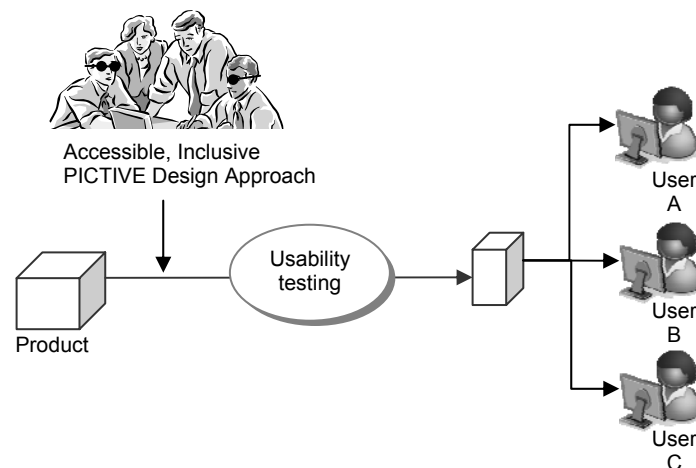 Accessible, Inclusive
PICTIVE Design Approach
Usability
testing
Product
User
A
User
B
User
C